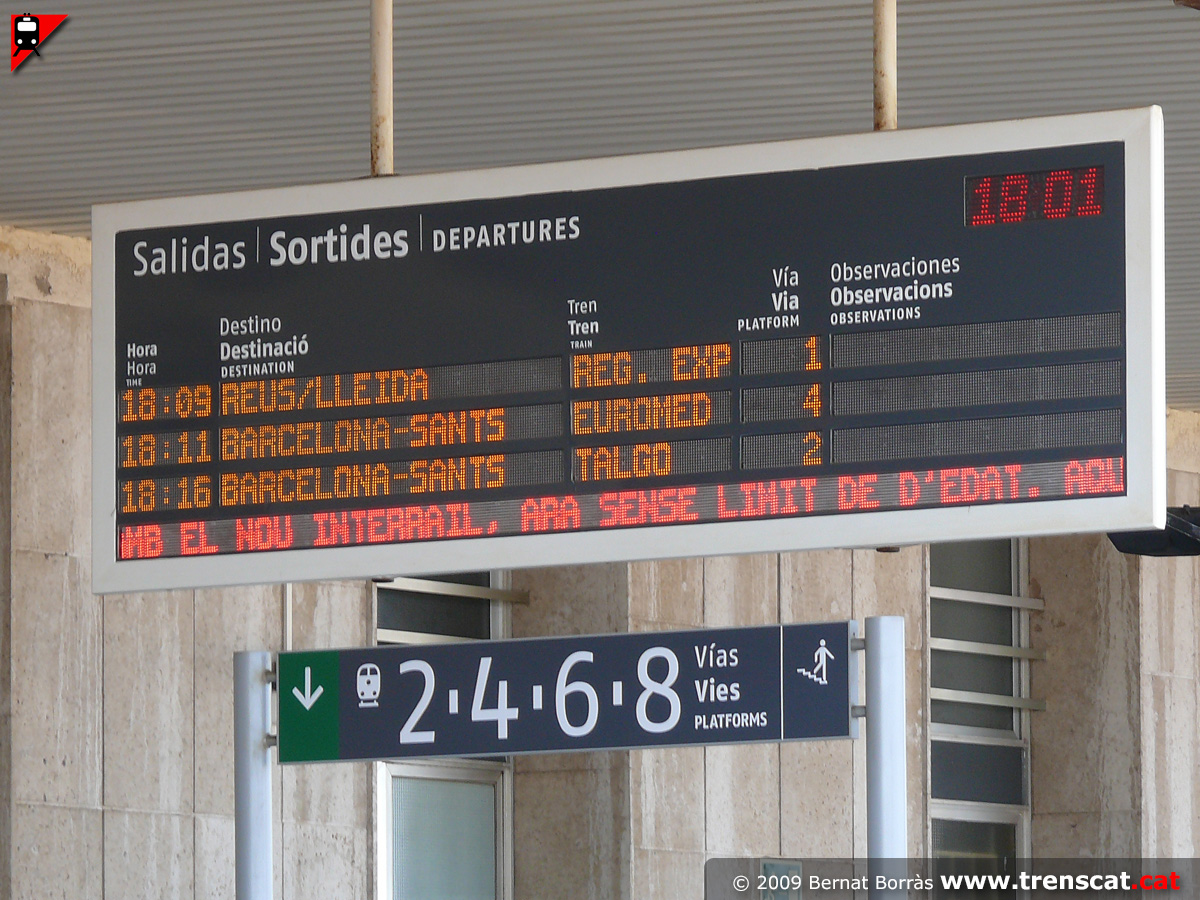 Salidas | Sortides | DEPARTURES
18:01
Hora
Hora
TIME
Destino
Destinació
DESTINATION
Tren
Tren
TRAIN
Vía
Via
PLATFORM
Observaciones
Observacions
OBSERVATIONS
18:09 REUS/LLEIDA REG. EXP 1
18:11 BARCELONA-SANTS EUROMED 4
18:16 BARCELONA-SANTS TALGO 2
MB EL NOU INTERRAIL, ARA SENSE LIMIT DE D'EDAT. AQU
2·4·6·8
Vías
Vies
PLATFORMS
© 2009 Bernat Borràs www.trenscat.cat